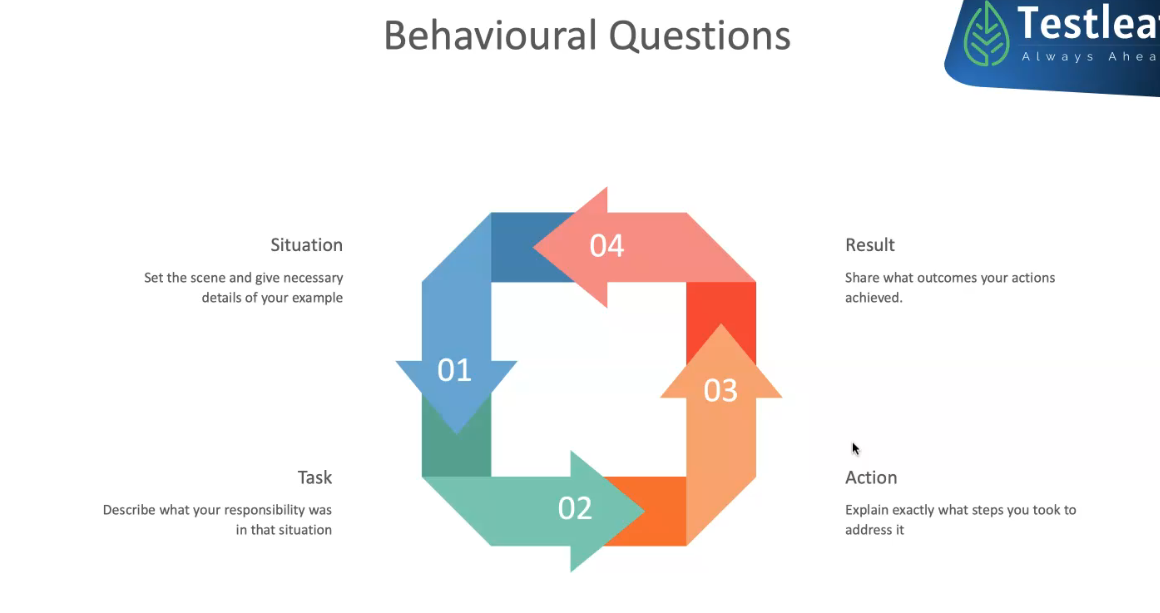 Behavioural Questions
Always
Situation
Set the scene and give necessary
details of your example
04
Result
Share what outcomes your actions
achieved.
01
03
Task
Describe what your responsibility was
in that situation
02
Action
Explain exactly what steps you took to
address it